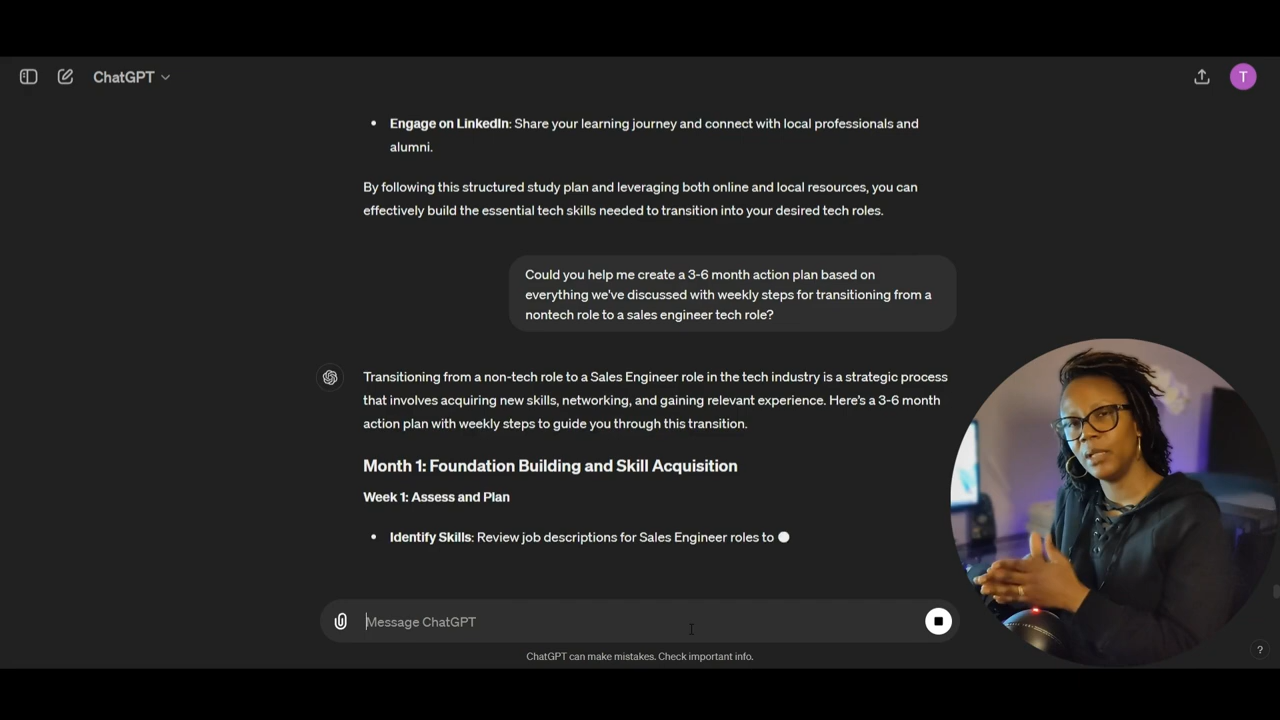 ChatGPT
T
Engage on LinkedIn: Share your learning journey and connect with local professionals and
alumni.
By following this structured study plan and leveraging both online and local resources, you can
effectively build the essential tech skills needed to transition into your desired tech roles.
Could you help me create a 3-6 month action plan based on
everything we've discussed with weekly steps for transitioning from a
nontech role to a sales engineer tech role?
Transitioning from a non-tech role to a Sales Engineer role in the tech industry is a strategic process
that involves acquiring new skills, networking, and gaining relevant experience. Here's a 3-6 month
action plan with weekly steps to guide you through this transition.
Month 1: Foundation Building and Skill Acquisition
Week 1: Assess and Plan
Identify Skills: Review job descriptions for Sales Engineer roles to
Message ChatGPT
ChatGPT can make mistakes. Check important info.
?